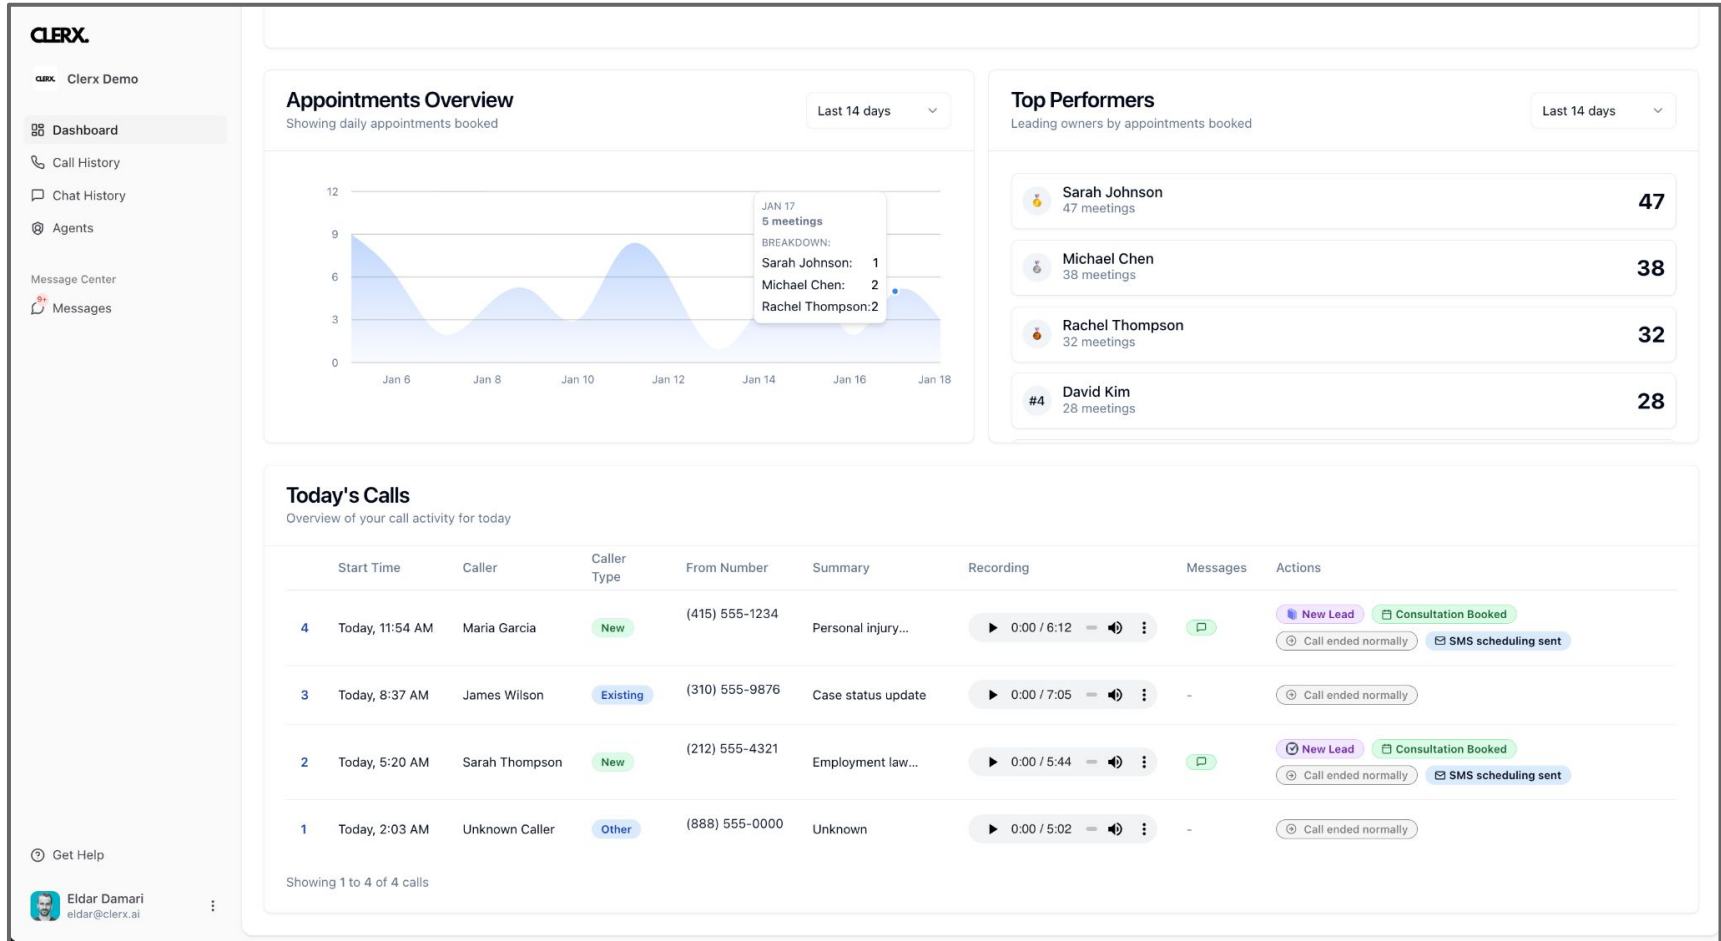 CLERX.
CLERX.
Clerx Demo
Dashboard
Call History
Chat History
Agents
Message Center
9+
Messages
Get Help
Eldar Damari
eldar@clerx.ai
Appointments Overview
Showing daily appointments booked
Last 14 days
12
9
6
3
0
Jan 6
Jan 8
Jan 10
Jan 12
Jan 14
Jan 16
Jan 18
JAN 17
5 meetings
BREAKDOWN:
Sarah Johnson: 1
Michael Chen: 2
Rachel Thompson:2
Top Performers
Leading owners by appointments booked
Last 14 days
Sarah Johnson
47 meetings
47
Michael Chen
38 meetings
38
Rachel Thompson
32 meetings
32
#4
David Kim
28 meetings
28
Today's Calls
Overview of your call activity for today
Start Time Caller Caller Type From Number Summary Recording Messages Actions
4 Today, 11:54 AM Maria Garcia New (415) 555-1234 Personal injury... 0:00 / 6:12 New Lead Consultation Booked
Call ended normally SMS scheduling sent
3 Today, 8:37 AM James Wilson Existing (310) 555-9876 Case status update 0:00 / 7:05 - Call ended normally
2 Today, 5:20 AM Sarah Thompson New (212) 555-4321 Employment law... 0:00 / 5:44 New Lead Consultation Booked
Call ended normally SMS scheduling sent
1 Today, 2:03 AM Unknown Caller Other (888) 555-0000 Unknown 0:00 / 5:02 - Call ended normally
Showing 1 to 4 of 4 calls